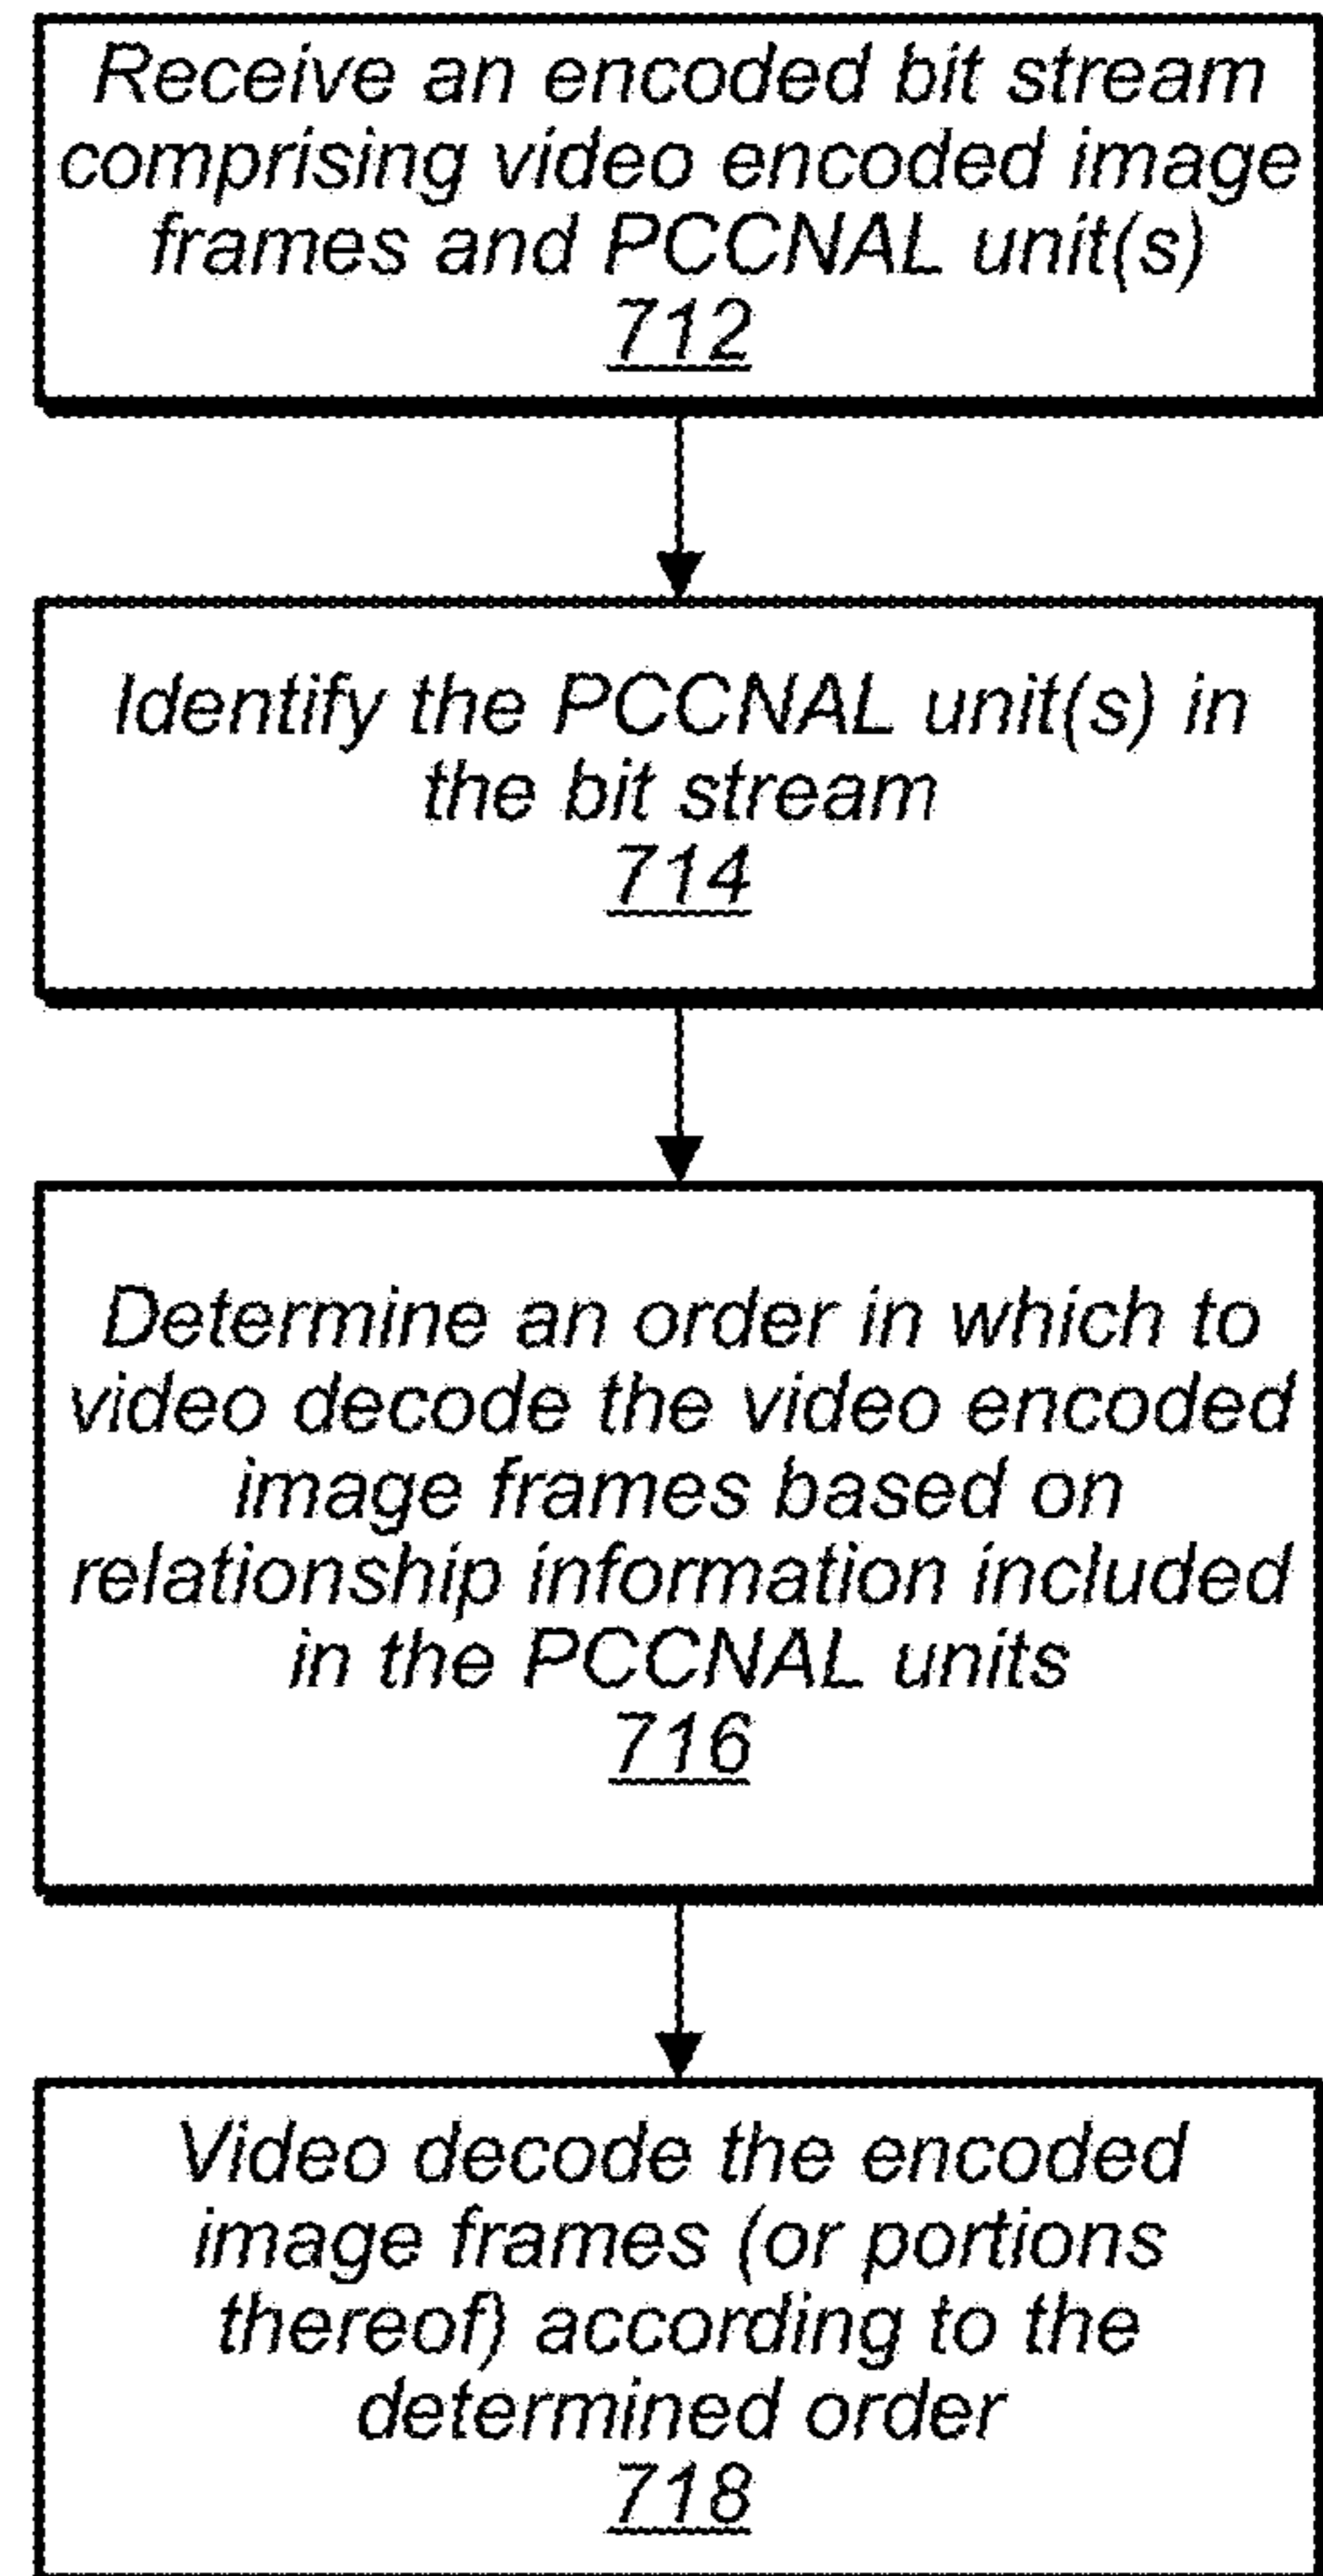 Receive an encoded bit stream
comprising video encoded image
frames and PCCNAL unit(s)
712
Identify the PCCNAL unit(s) in
the bit stream
714
Determine an order in which to
video decode the video encoded
image frames based on
relationship information included
in the PCCNAL units
716
Video decode the encoded
image frames (or portions
thereof) according to the
determined order
718